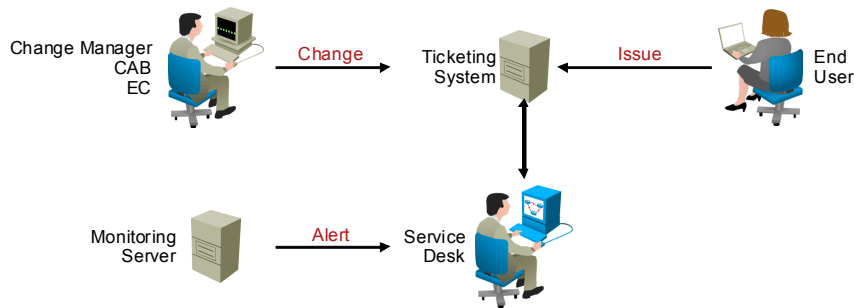 Change Manager
CAB
EC
Change
Ticketing
System
Issue
End
User
Monitoring
Server
Alert
Service
Desk